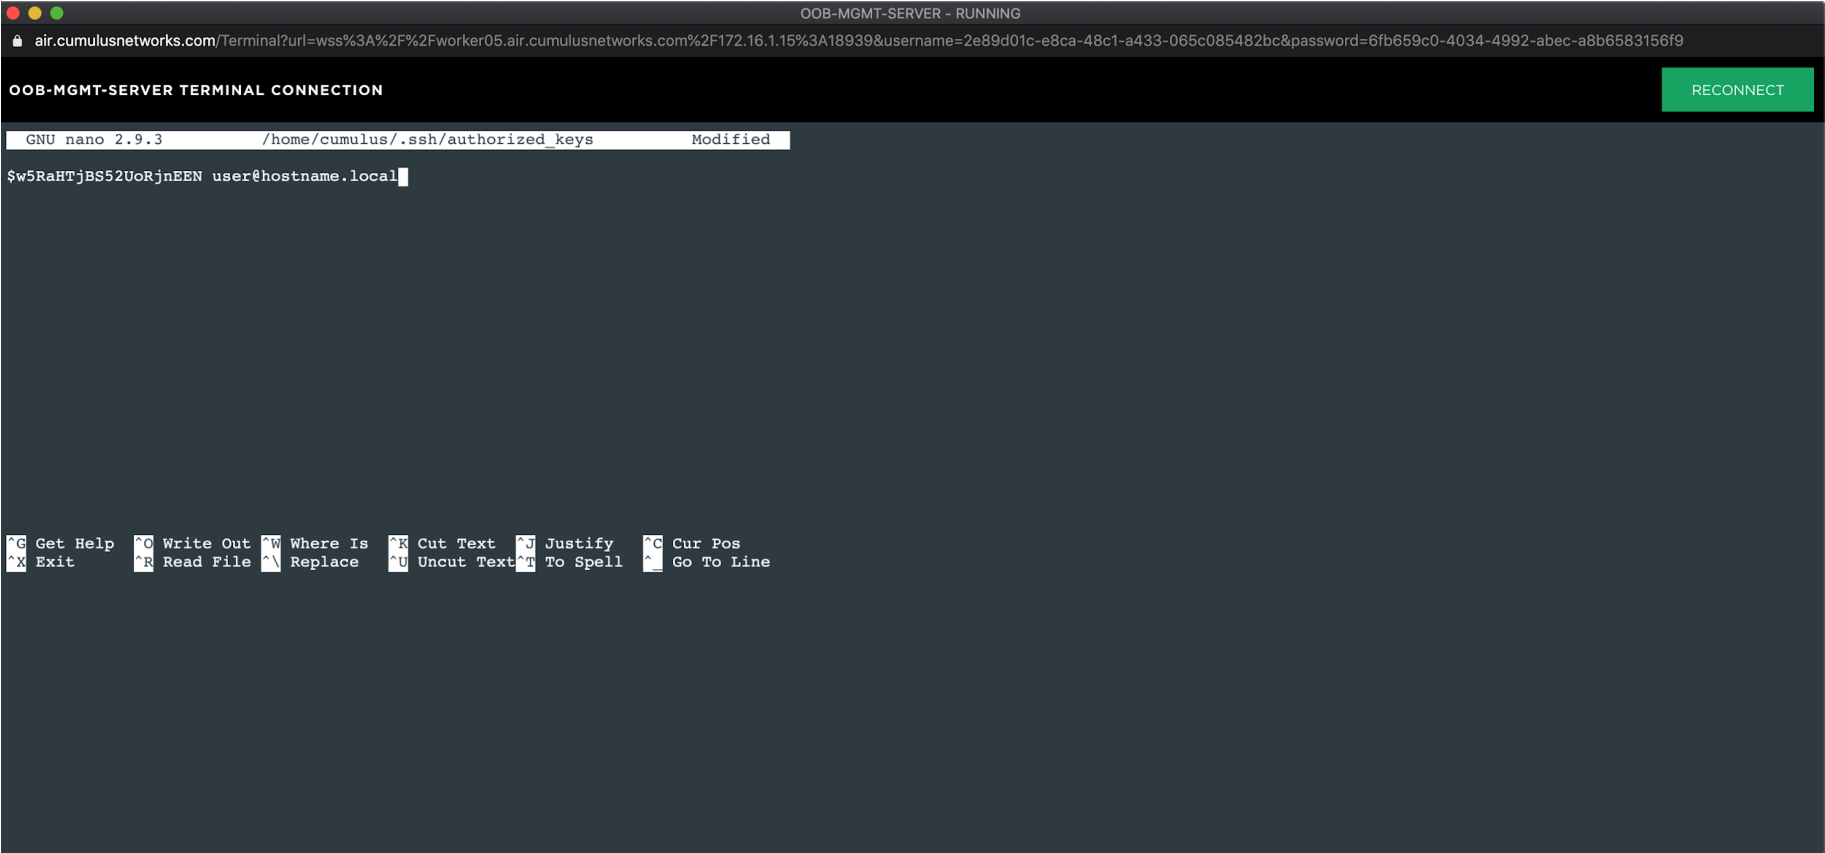 OOB-MGMT-SERVER - RUNNING
air.cumulusnetworks.com/Terminal?url=wss%3A%2F%2Fworker05.air.cumulusnetworks.com%2F172.16.1.15%3A18939&username=2e89d01c-e8ca-48c1-a433-065c085482bc&password=6fb659c0-4034-4992-abec-a8b6583156f9
OOB-MGMT-SERVER TERMINAL CONNECTION
RECONNECT
GNU nano 2.9.3 /home/cumulus/.ssh/authorized_keys Modified
$w5RaHTjBS52UoRjnEEN user@hostname.local
^G Get Help ^O Write Out ^W Where Is ^K Cut Text ^J Justify ^C Cur Pos
^X Exit ^R Read File ^\ Replace ^U Uncut Text ^T To Spell ^_ Go To Line